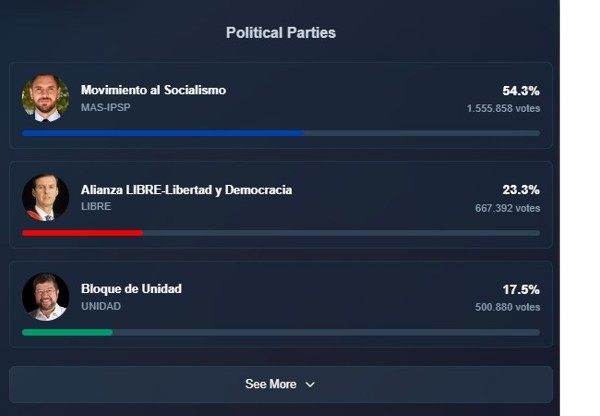 Political Parties
Movimiento al Socialismo
54.3%
MAS-IPSP
1.555.858 votes
Alianza LIBRE-Libertad y Democracia
23.3%
LIBRE
667.392 votes
Bloque de Unidad
17.5%
UNIDAD
500.880 votes
See More